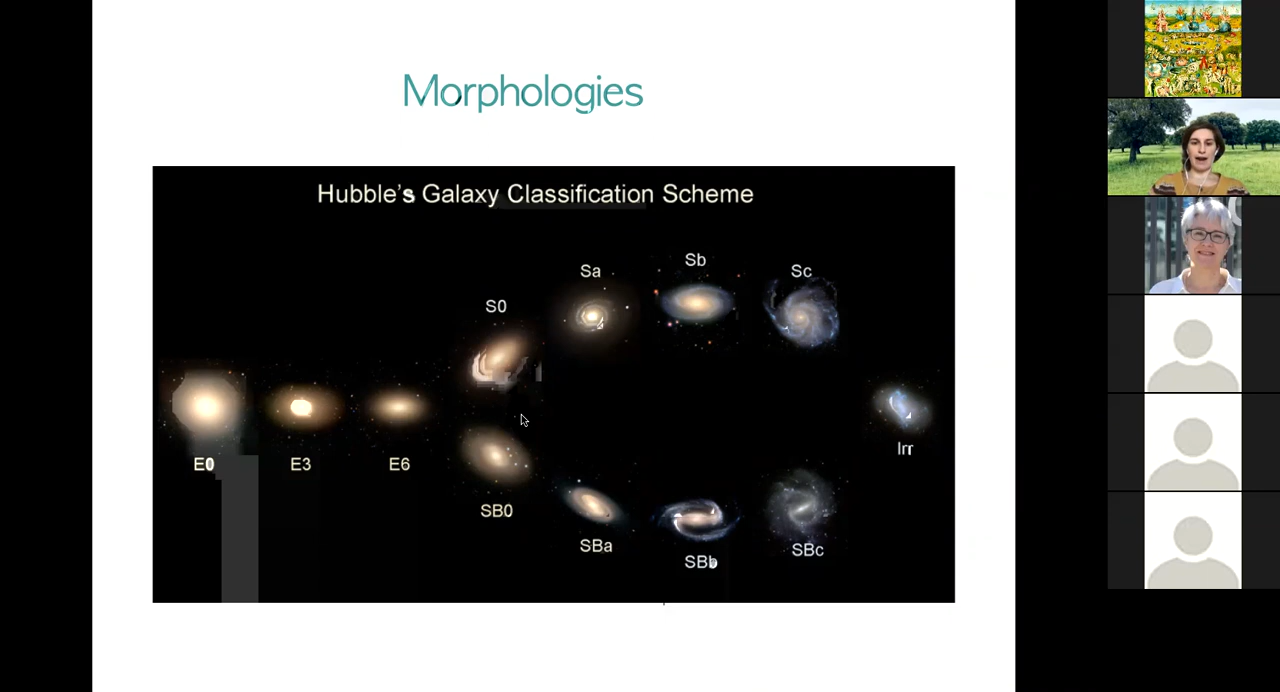 Morphologies
Hubble's Galaxy Classification Scheme
Sa
Sb
Sc
S0
E0
E3
E6
SB0
SBa
SBb
SBc
Irr